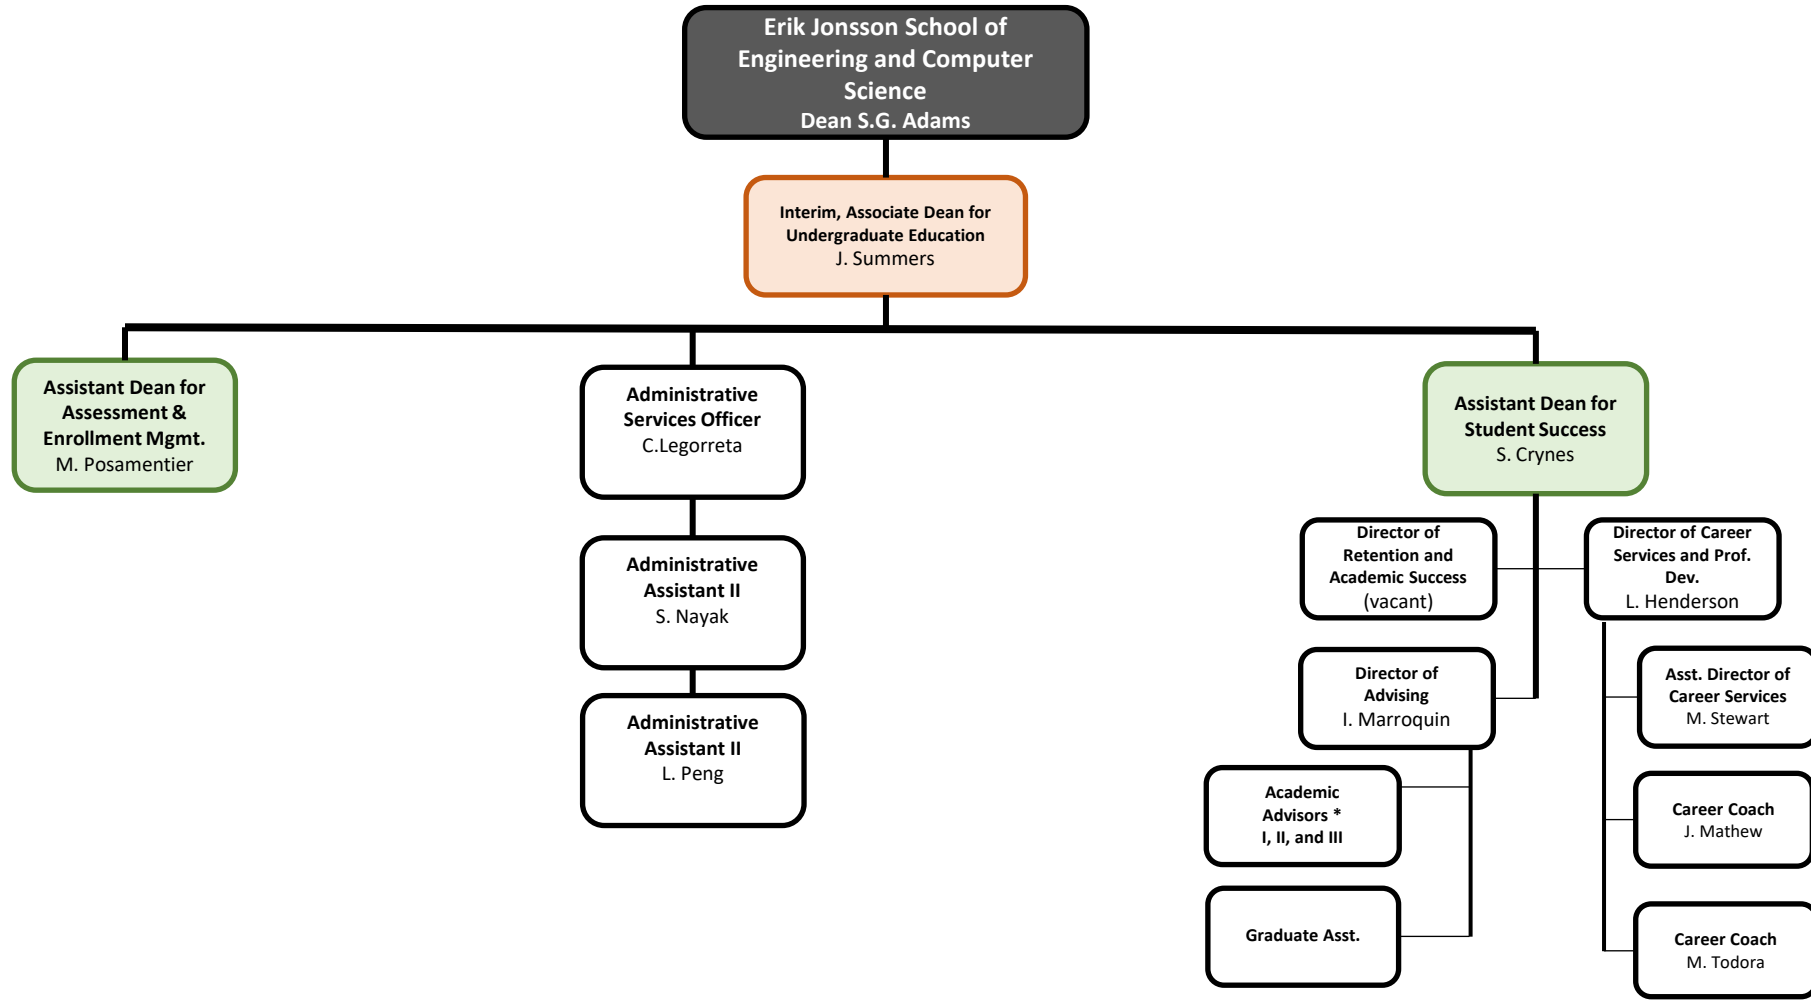 Erik Jonsson School of
Engineering and Computer
Science
Dean S.G. Adams
Interim, Associate Dean for
Undergraduate Education
J. Summers
Assistant Dean for
Assessment &
Enrollment Mgmt.
M. Posamentier
Administrative
Services Officer
C.Legorreta
Administrative
Assistant II
S. Nayak
Administrative
Assistant II
L. Peng
Assistant Dean for
Student Success
S. Crynes
Director of
Retention and
Academic Success
(vacant)
Director of Career
Services and Prof.
Dev.
L. Henderson
Director of
Advising
I. Marroquin
Academic
Advisors *
I, II, and III
Graduate Asst.
Asst. Director of
Career Services
M. Stewart
Career Coach
J. Mathew
Career Coach
M. Todora